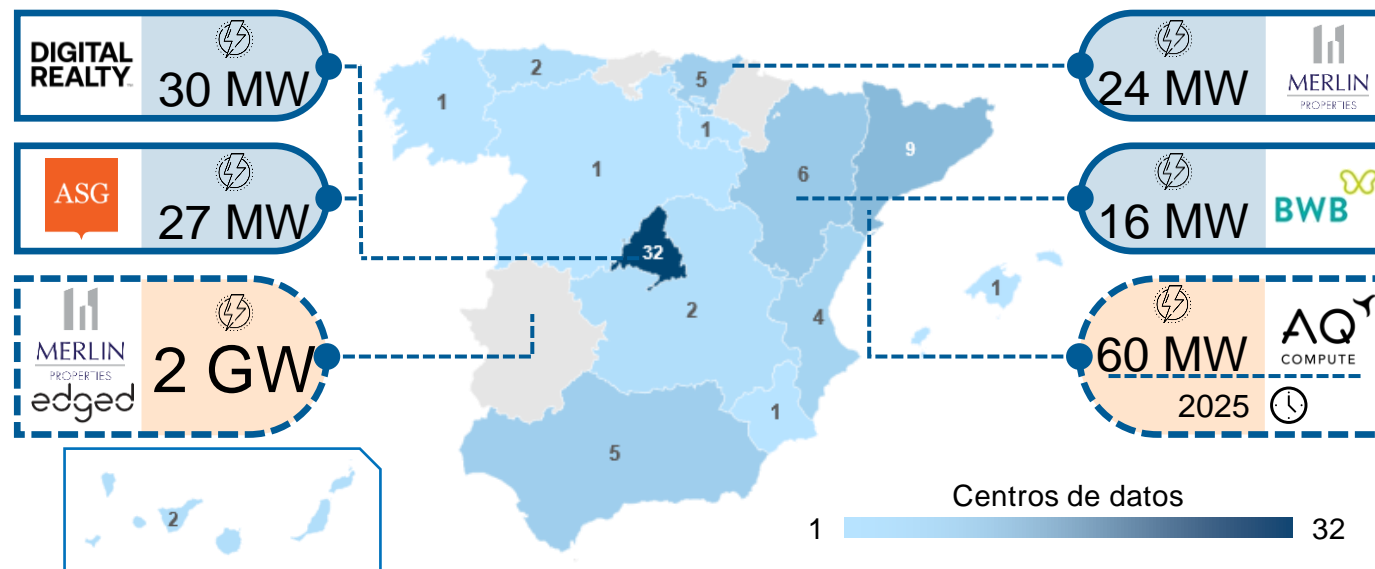 DIGITAL
REALTY
30 MW
ASG
27 MW
MERLIN
PROPERTIES
edged
2 GW
24 MW
MERLIN
PROPERTIES
16 MW
BWB
60 MW
AQ
COMPUTE
2025
1
2
5
1
1
6
9
32
2
4
1
1
5
2
Centros de datos
1
32